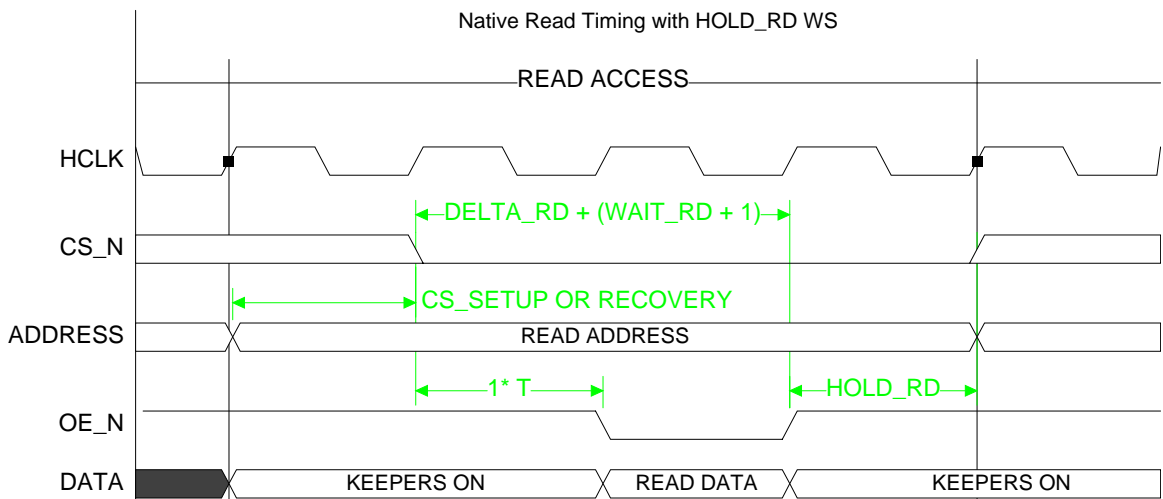 Native Read Timing with HOLD_RD WS
READ ACCESS
HCLK
DELTA_RD + (WAIT_RD + 1)
CS_N
CS_SETUP OR RECOVERY
ADDRESS
READ ADDRESS
1* T
HOLD_RD
OE_N
DATA
KEEPERS ON
READ DATA
KEEPERS ON